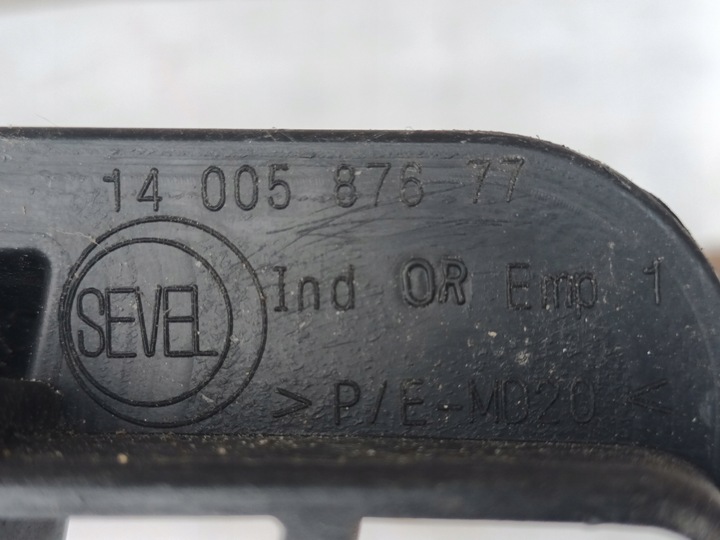 14 005 876 77
SEVEL
Ind OR Emp 1
>P/E-MD20<